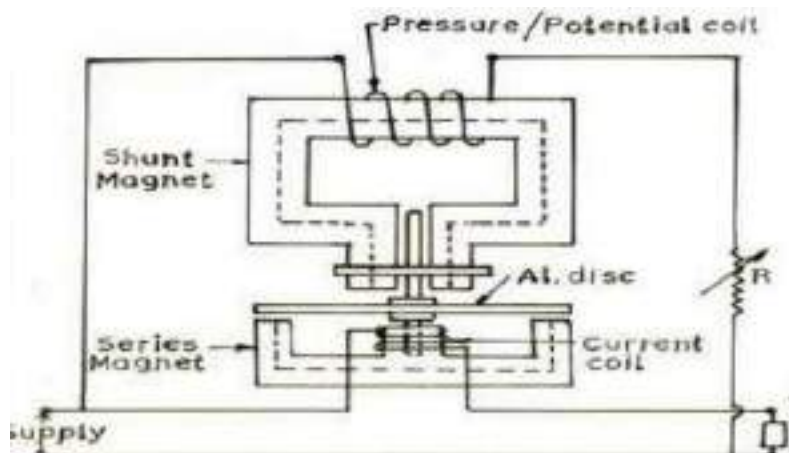 Pressure/Potential coil
Shunt
Magnet
R
Al. disc
Series
Magnet
Current
coil
Supply